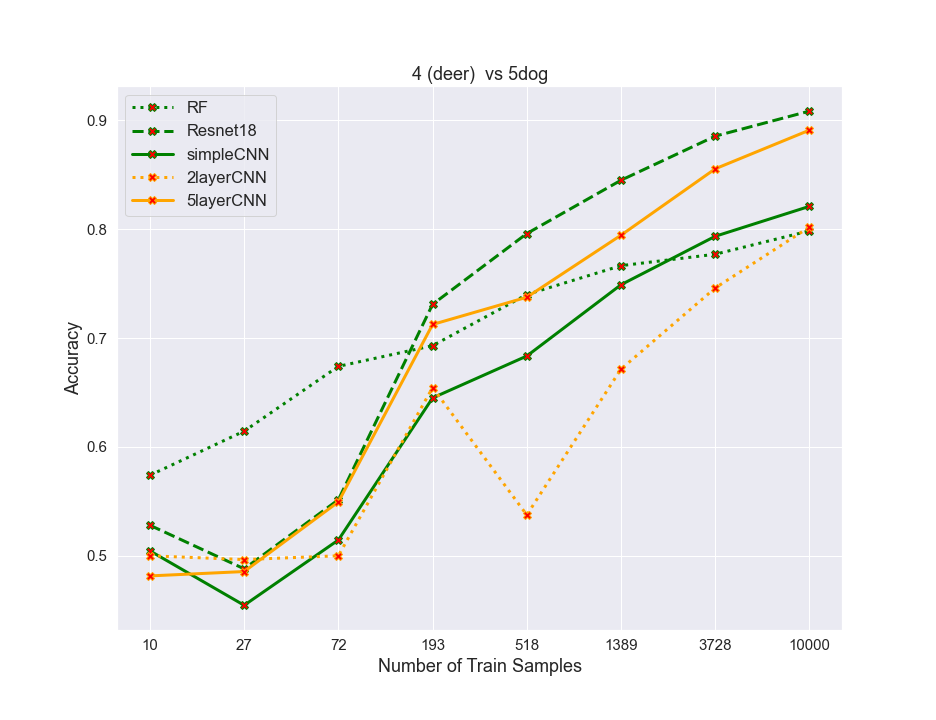 4 (deer)  vs 5dog
RF
Resnet18
simpleCNN
2layerCNN
5layerCNN
0.9
0.8
0.7
0.6
0.5
Accuracy
10 27 72 193 518 1389 3728 10000
Number of Train Samples